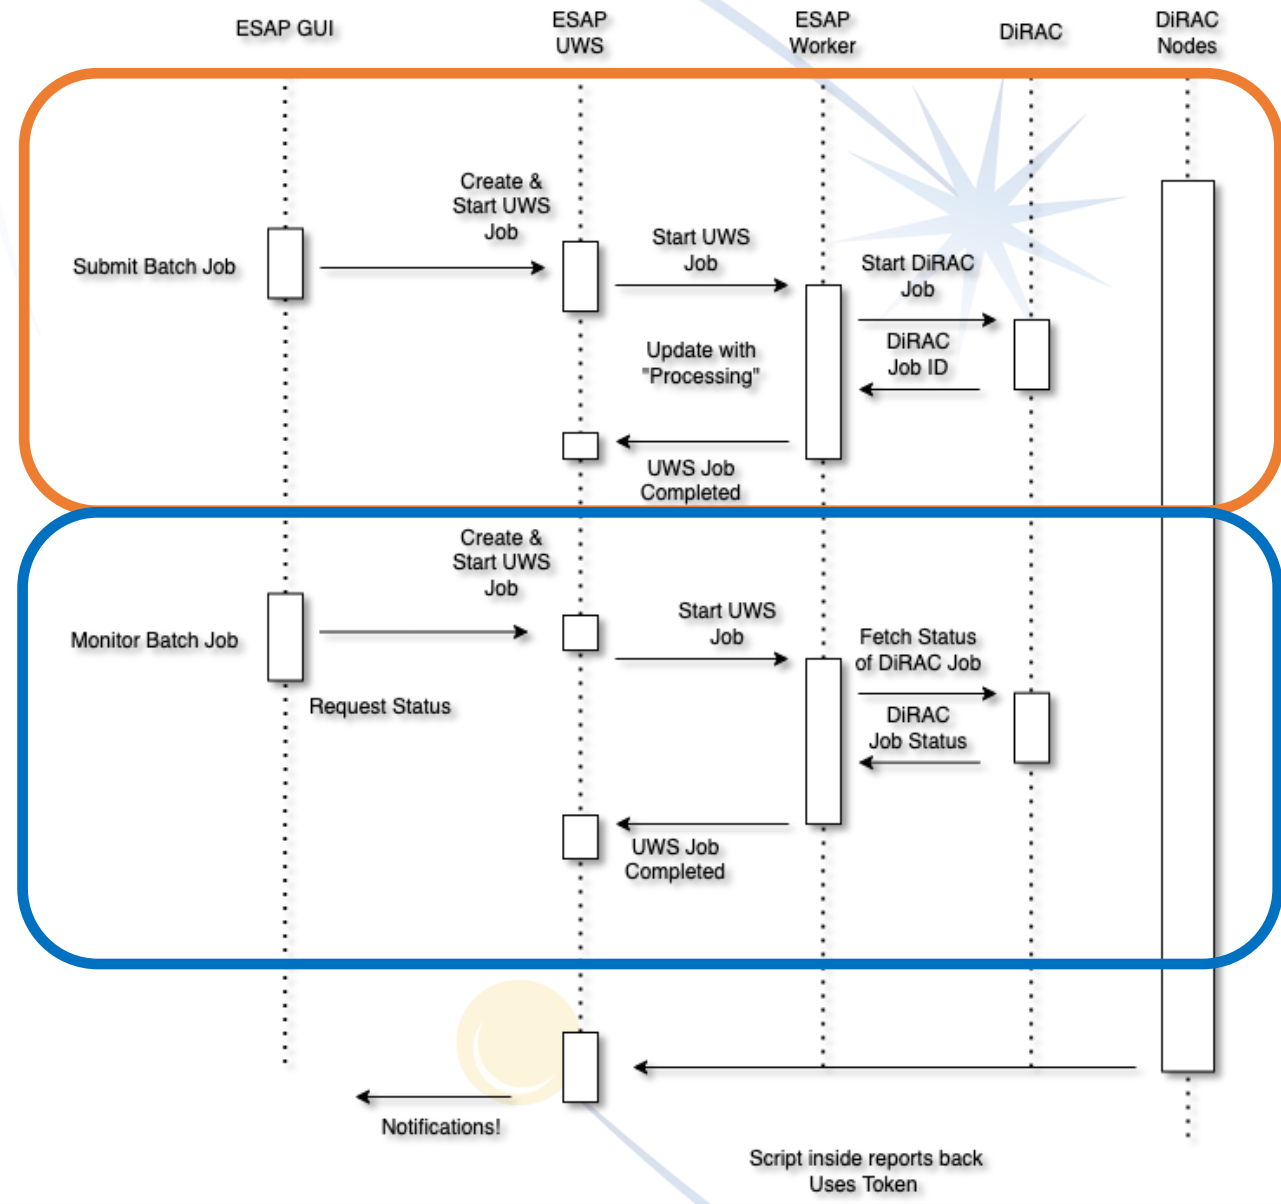 ESAP GUI
ESAP
UWS
ESAP
Worker
DiRAC
DiRAC
Nodes
Create &
Start UWS
Job
Submit Batch Job
Start UWS
Job
Start DiRAC
Job
DiRAC
Job ID
Update with
"Processing"
UWS Job
Completed
Create &
Start UWS
Job
Monitor Batch Job
Request Status
Start UWS
Job
Fetch Status
of DiRAC Job
DiRAC
Job Status
UWS Job
Completed
Notifications!
Script inside reports back
Uses Token